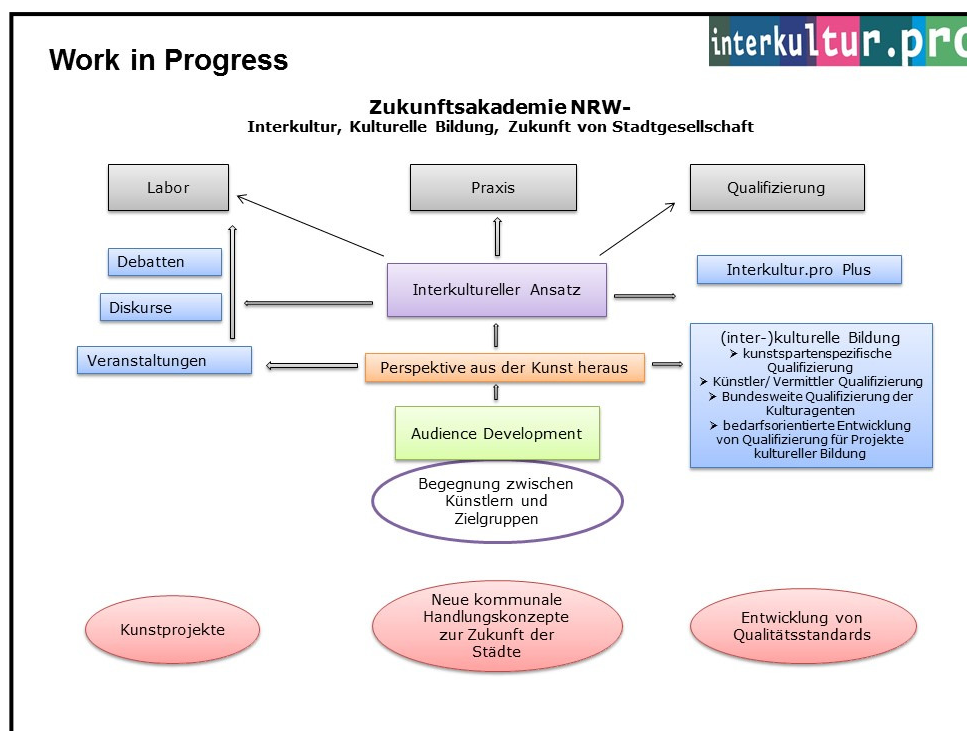 Work in Progress
interkultur.pro
Zukunftsakademie NRW-
Interkultur, Kulturelle Bildung, Zukunft von Stadtgesellschaft
Labor
Praxis
Qualifizierung
Debatten
Diskurse
Veranstaltungen
Interkultureller Ansatz
Perspektive aus der Kunst heraus
Audience Development
Begegnung zwischen
Künstlern und
Zielgruppen
Interkultur.pro Plus
(inter-)kulturelle Bildung
➢ kunstspartenspezifische
Qualifizierung
➢ Künstler/ Vermittler Qualifizierung
➢ Bundesweite Qualifizierung der
Kulturagenten
➢ bedarfsorientierte Entwicklung
von Qualifizierung für Projekte
kultureller Bildung
Kunstprojekte
Neue kommunale
Handlungskonzepte
zur Zukunft der
Städte
Entwicklung von
Qualitätsstandards